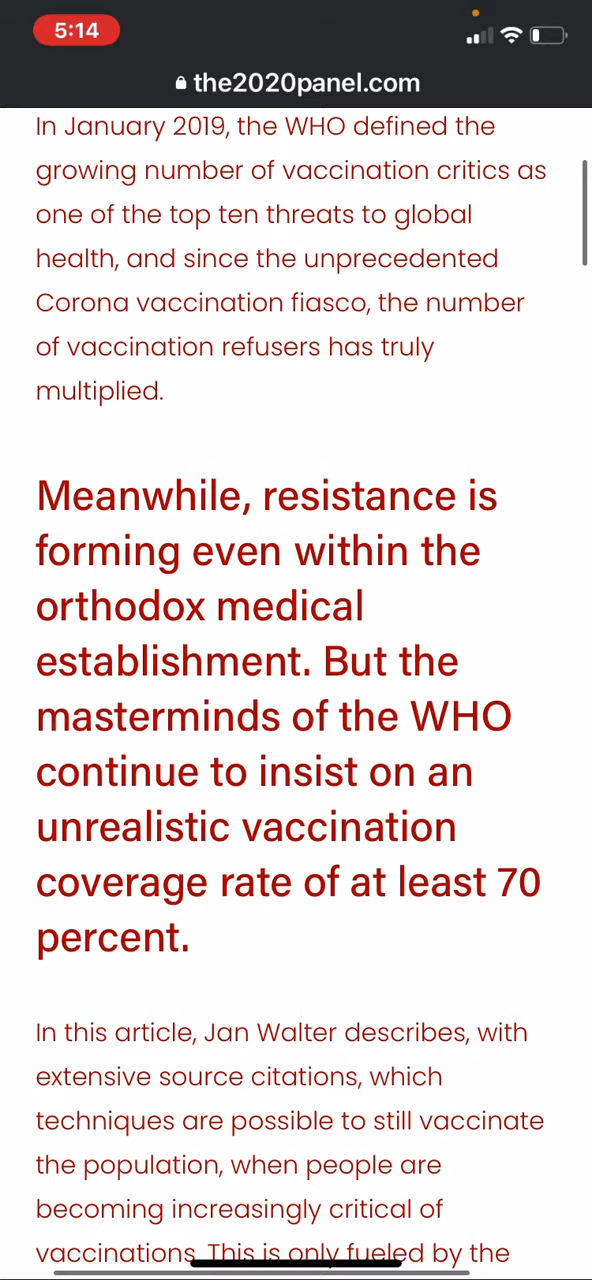 5:14
the2020panel.com
In January 2019, the WHO defined the
growing number of vaccination critics as
one of the top ten threats to global
health, and since the unprecedented
Corona vaccination fiasco, the number
of vaccination refusers has truly
multiplied.
Meanwhile, resistance is
forming even within the
orthodox medical
establishment. But the
masterminds of the WHO
continue to insist on an
unrealistic vaccination
coverage rate of at least 70
percent.
In this article, Jan Walter describes, with
extensive source citations, which
techniques are possible to still vaccinate
the population, when people are
becoming increasingly critical of
vaccinations. This is only fueled by the